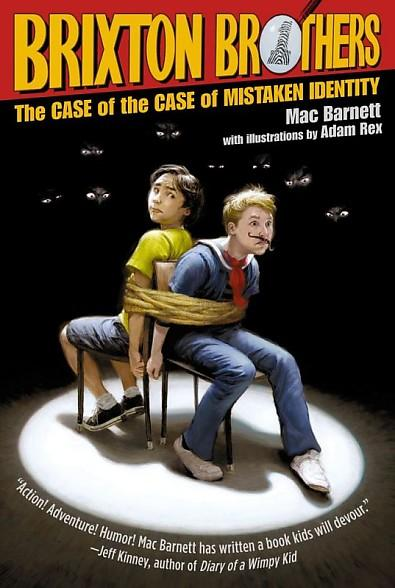 BRIXTON BROTHERS
The CASE of the CASE of MISTAKEN IDENTITY
Mac Barnett
with illustrations by Adam Rex
“Action! Adventure! Humor! Mac Barnett has written a book kids will devour.”
—Jeff Kinney, author of Diary of a Wimpy Kid